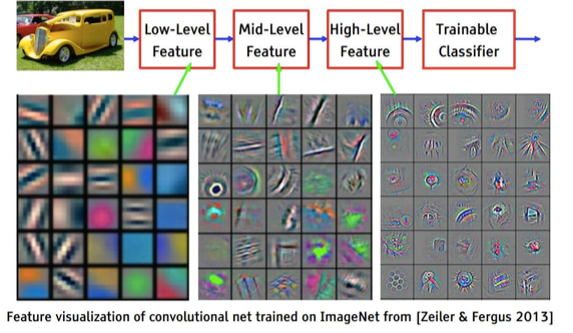 Low-Level
Feature
Mid-Level
Feature
High-Level
Feature
Trainable
Classifier
Feature visualization of convolutional net trained on ImageNet from [Zeiler & Fergus 2013]